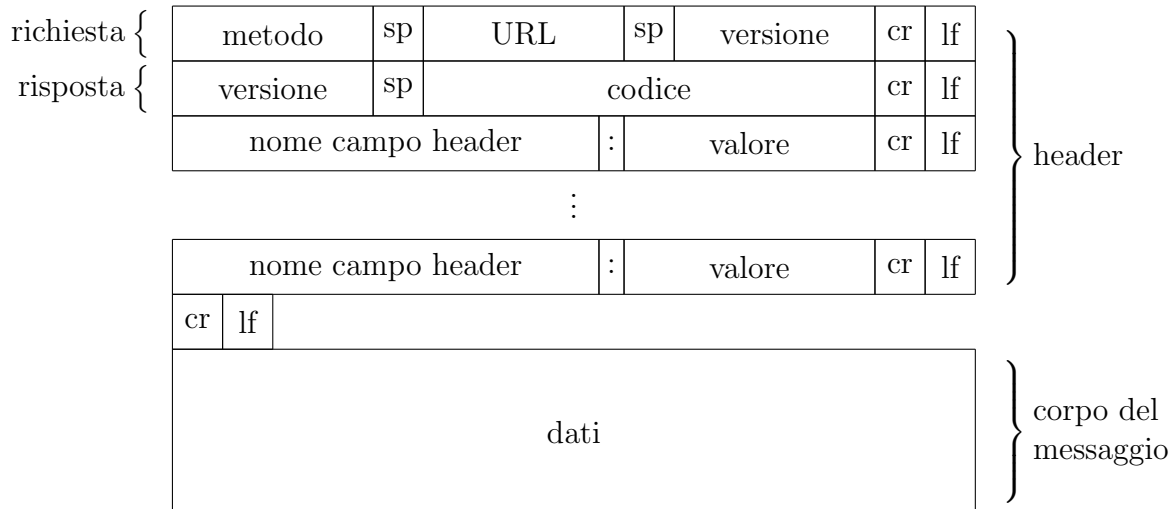 richiesta { metodo sp URL sp versione cr lf
risposta { versione sp codice cr lf
nome campo header : valore cr lf
header
⋮
nome campo header : valore cr lf
cr lf
dati
corpo del
messaggio